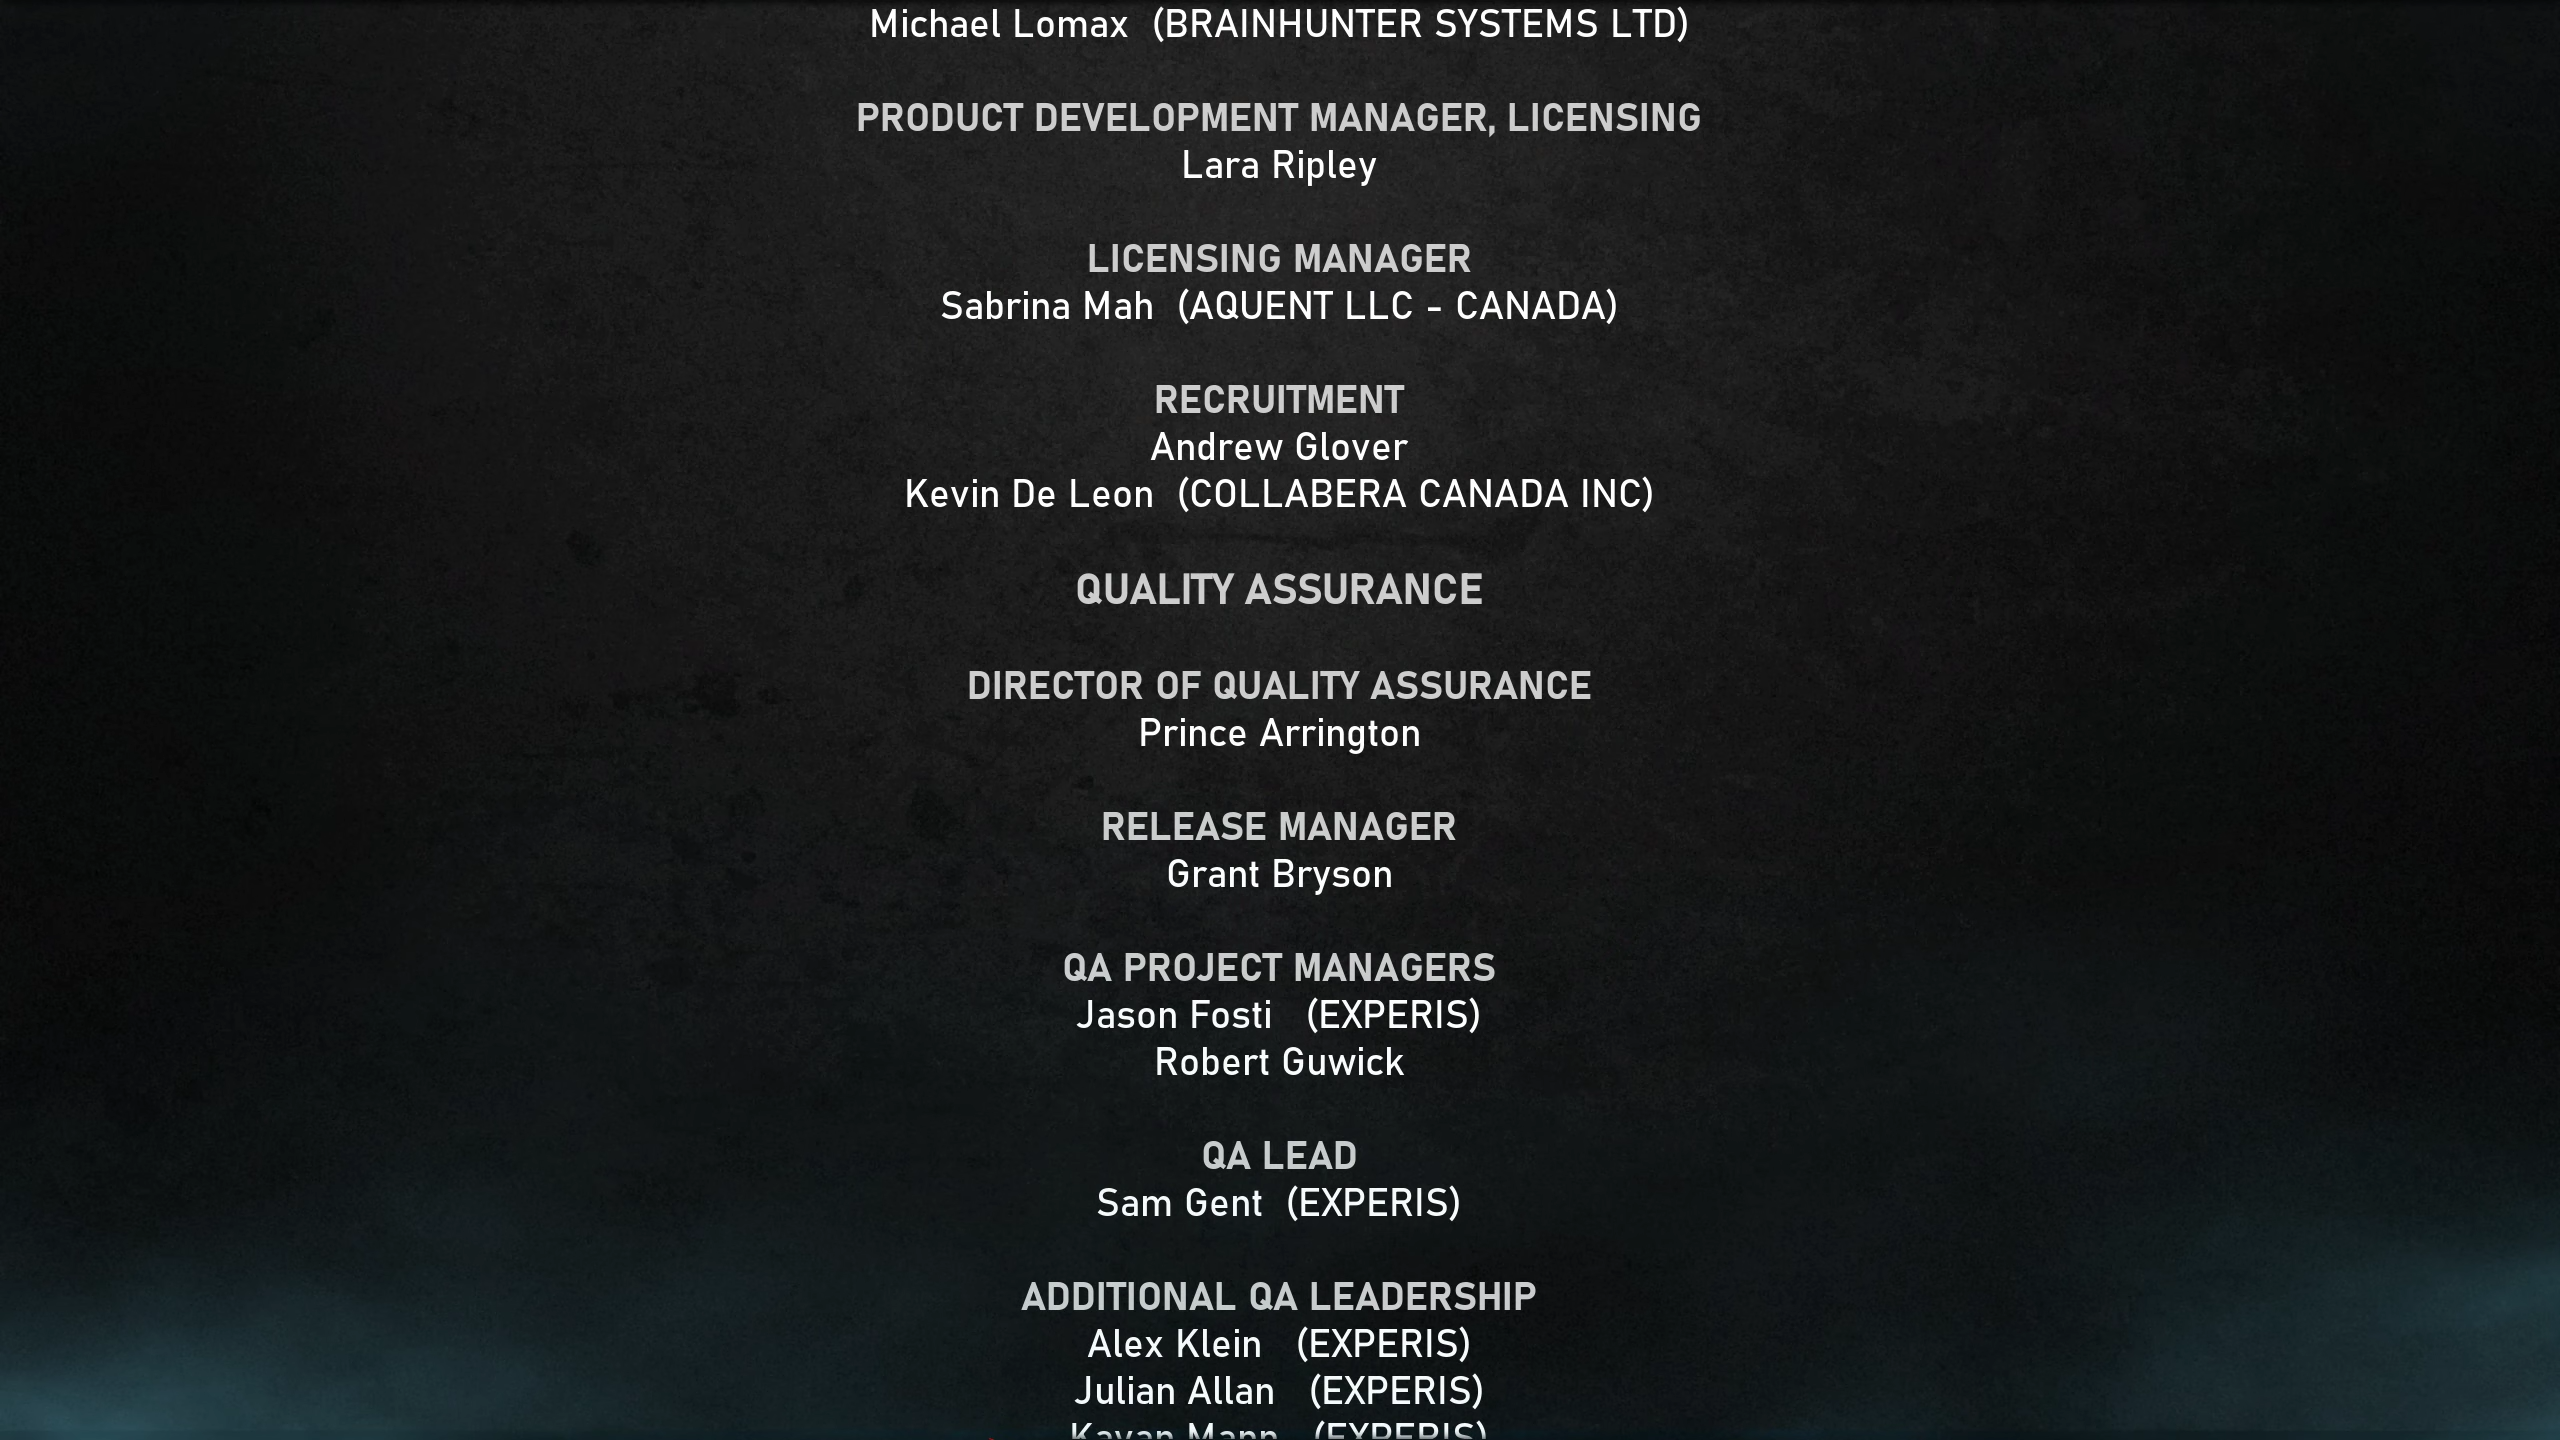 Michael Lomax (BRAINHUNTER SYSTEMS LTD)
PRODUCT DEVELOPMENT MANAGER, LICENSING
Lara Ripley
LICENSING MANAGER
Sabrina Mah (AQUENT LLC - CANADA)
RECRUITMENT
Andrew Glover
Kevin De Leon (COLLABERA CANADA INC)
QUALITY ASSURANCE
DIRECTOR OF QUALITY ASSURANCE
Prince Arrington
RELEASE MANAGER
Grant Bryson
QA PROJECT MANAGERS
Jason Fosti (EXPERIS)
Robert Guwick
QA LEAD
Sam Gent (EXPERIS)
ADDITIONAL QA LEADERSHIP
Alex Klein (EXPERIS)
Julian Allan (EXPERIS)
Kavan Mann (EXPERIS)